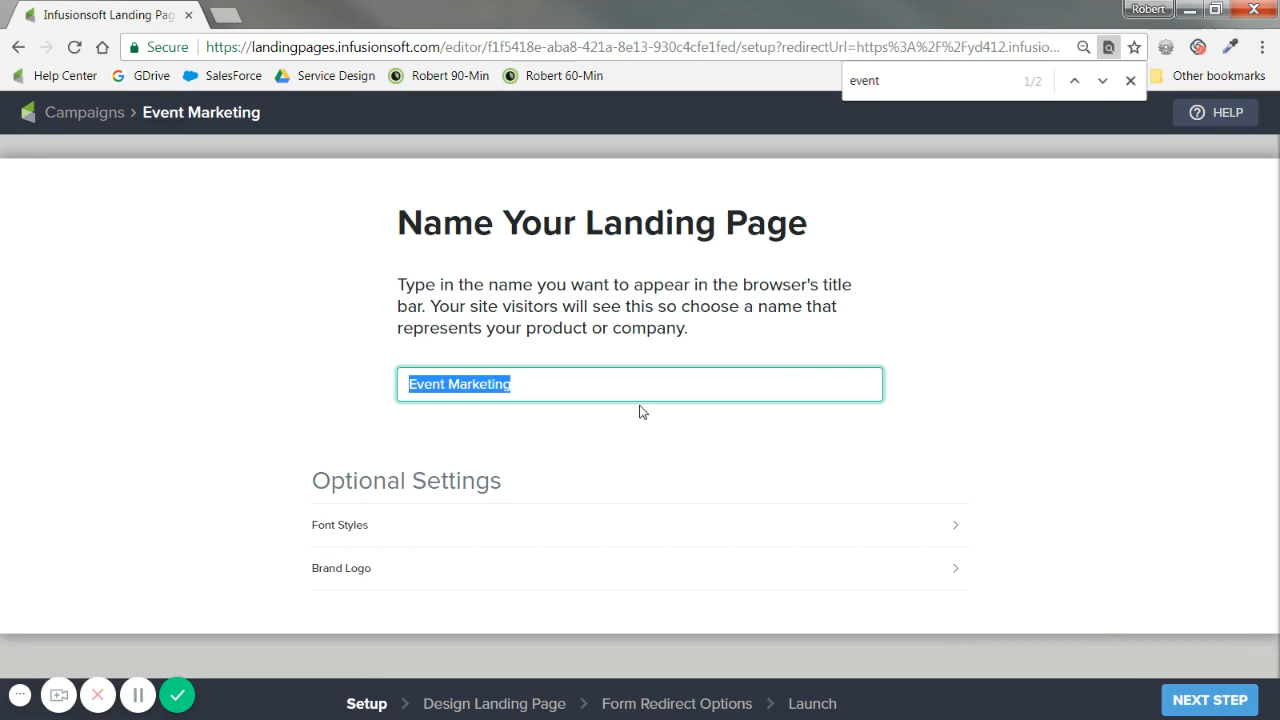 Infusionsoft Landing Pag
Robert
Secure
https://landingpages.infusionsoft.com/editor/f1f5418e-aba8-421a-8e13-930c4cfe1fed/setup?redirecturl=https%3A%2F%2Fyd412.infusio...
Help Center
GDrive
SalesForce
Service Design
Robert 90-Min
Robert 60-Min
event
1/2
Other bookmarks
Campaigns > Event Marketing
HELP
Name Your Landing Page
Type in the name you want to appear in the browser's title
bar. Your site visitors will see this so choose a name that
represents your product or company.
Event Marketing
Optional Settings
Font Styles
Brand Logo
Setup > Design Landing Page > Form Redirect Options > Launch
NEXT STEP